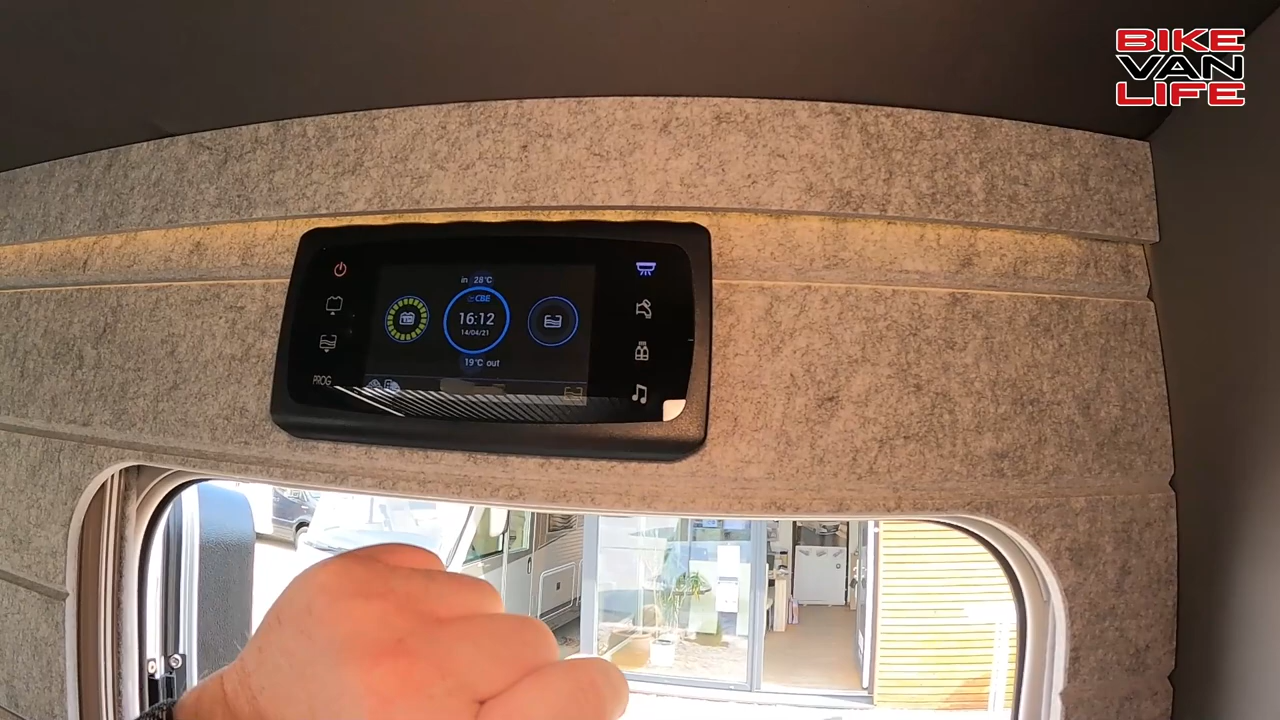 BIKE
VAN
LIFE
in 28°C
CBE
16:12
14/04/21
19°C out
PROG